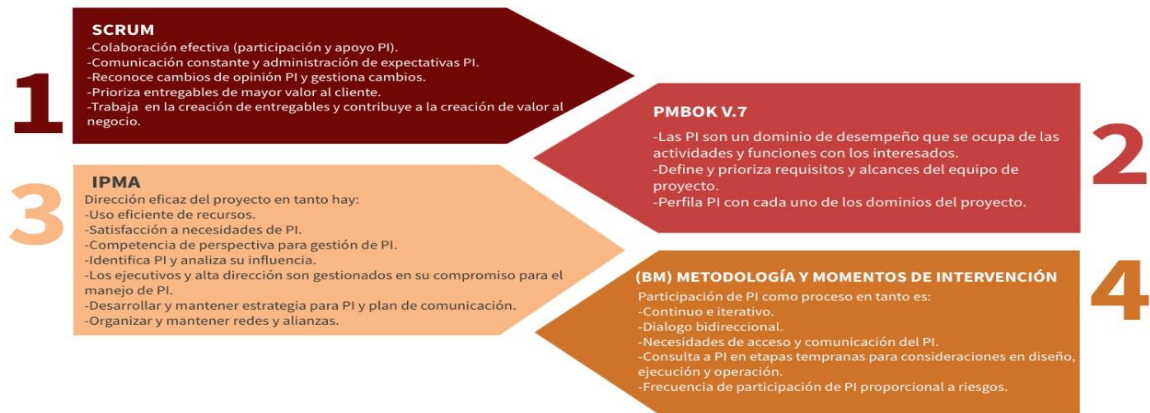 1
SCRUM
-Colaboración efectiva (participación y apoyo PI).
-Comunicación constante y administración de expectativas PI.
-Reconoce cambios de opinión PI y gestiona cambios.
-Prioriza entregables de mayor valor al cliente.
-Trabaja en la creación de entregables y contribuye a la creación de valor al
negocio.
2
PMBOK V.7
-Las PI son un dominio de desempeño que se ocupa de las
actividades y funciones con los interesados.
-Define y prioriza requisitos y alcances del equipo de
proyecto.
-Perfila PI con cada uno de los dominios del proyecto.
3
IPMA
Dirección eficaz del proyecto en tanto hay:
-Uso eficiente de recursos.
-Satisfacción a necesidades de PI.
-Competencia de perspectiva para gestión de PI.
-Identifica PI y analiza su influencia.
-Los ejecutivos y alta dirección son gestionados en su compromiso para el
manejo de PI.
-Desarrollar y mantener estrategia para PI y plan de comunicación.
-Organizar y mantener redes y alianzas.
4
(BM) METODOLOGÍA Y MOMENTOS DE INTERVENCIÓN
Participación de PI como proceso en tanto es:
-Continuo e iterativo.
-Dialogo bidireccional.
-Necesidades de acceso y comunicación del PI.
-Consulta a PI en etapas tempranas para consideraciones en diseño,
ejecución y operación.
-Frecuencia de participación de PI proporcional a riesgos.